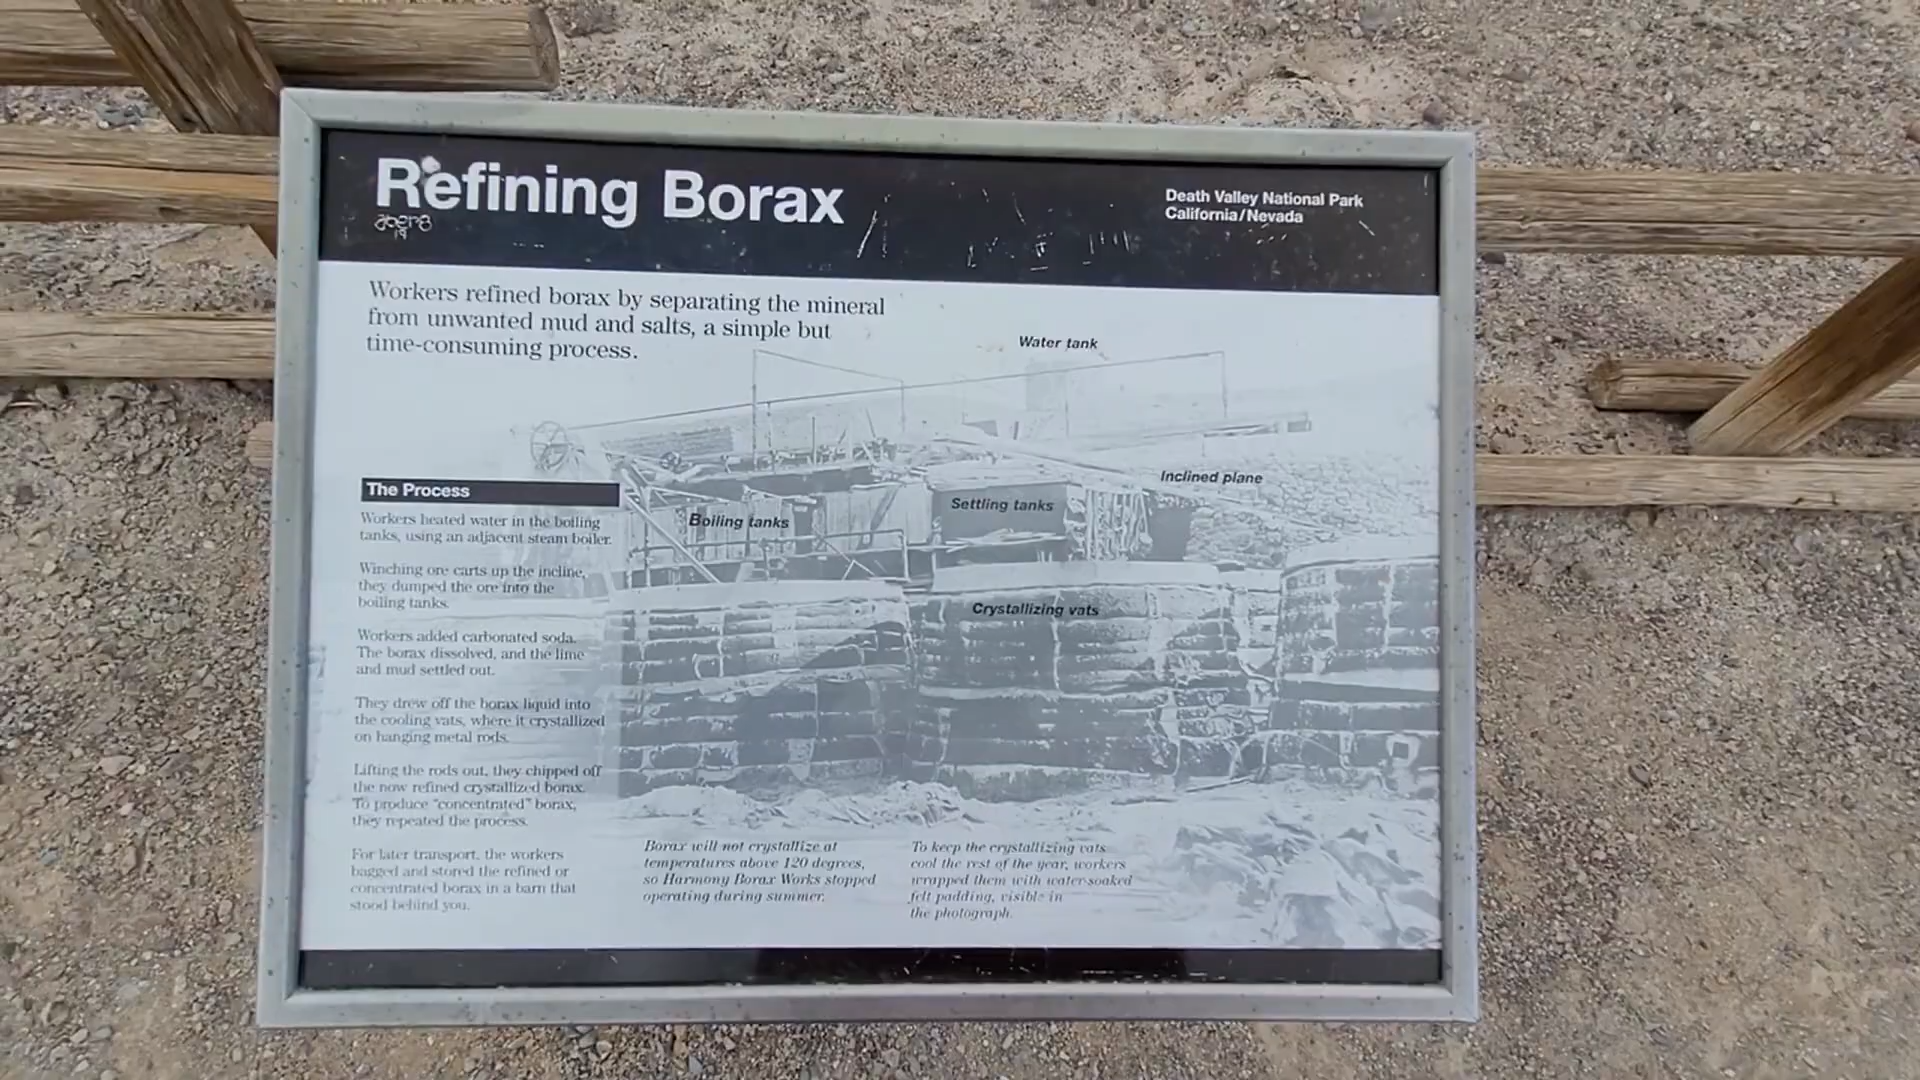 Refining Borax
Death Valley National Park
California/Nevada
Workers refined borax by separating the mineral
from unwanted mud and salts, a simple but
time-consuming process.
Water tank
Inclined plane
Settling tanks
Boiling tanks
Crystallizing vats
The Process
Workers heated water in the boiling
tanks, using an adjacent steam boiler.
Winching ore carts up the incline,
they dumped the ore into the
boiling tanks.
Workers added carbonated soda.
The borax dissolved, and the lime
and mud settled out.
They drew off the borax liquid into
the cooling vats, where it crystallized
on hanging metal rods.
Lifting the rods out, they chipped off
the now refined crystallized borax.
To produce "concentrated" borax,
they repeated the process.
For later transport, the workers
bagged and stored the refined or
concentrated borax in a barn that
stood behind you.
Borax will not crystallize at
temperatures above 120 degrees,
so Harmony Borax Works stopped
operating during summer.
To keep the crystallizing vats
cool the rest of the year, workers
wrapped them with water-soaked
felt padding, visible in
the photograph.